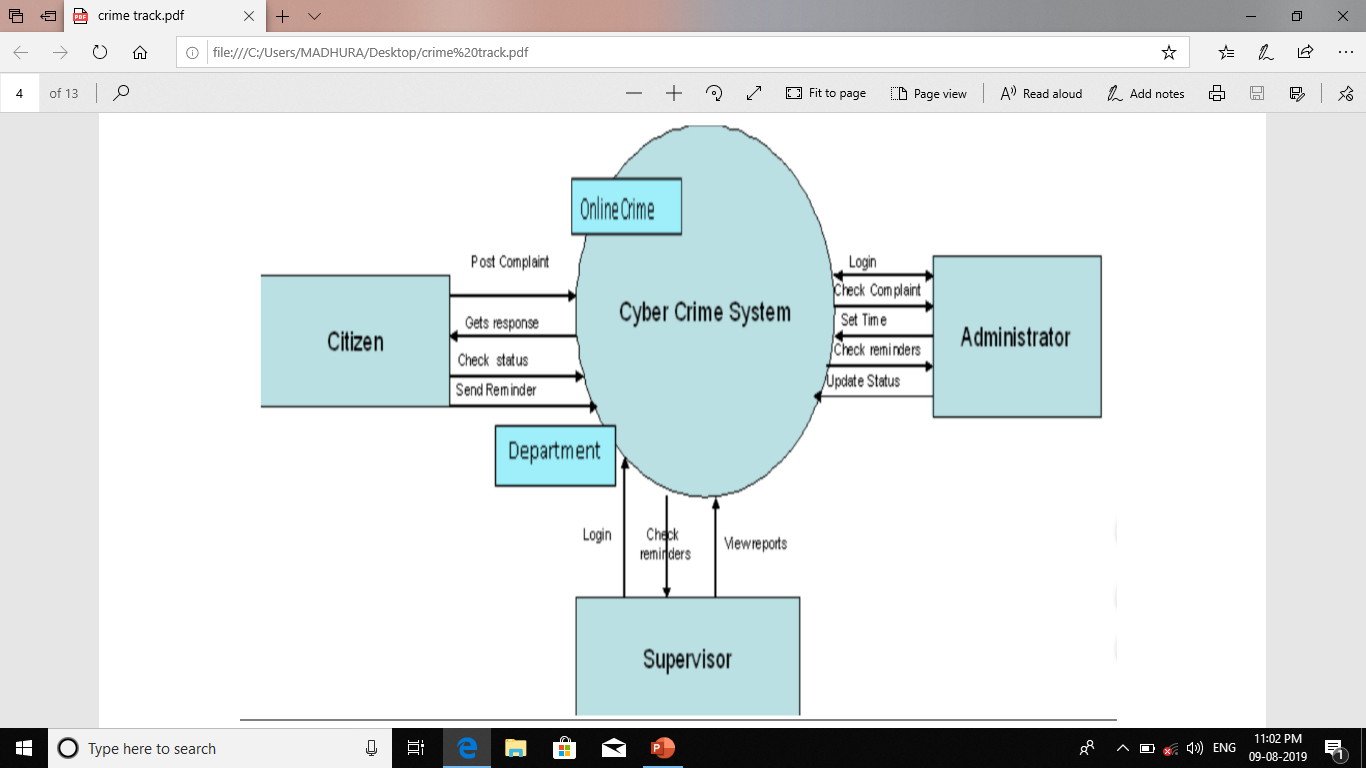 crime track.pdf
file:///C:/Users/MADHURA/Desktop/crime%20track.pdf
4 of 13
Fit to page
Page view
Read aloud
Add notes
Online Crime
Post Complaint
Login
Check Complaint
Cyber Crime System
Gets response
Set Time
Citizen
Administrator
Check reminders
Check status
Update Status
Send Reminder
Department
Login
Check
reminders
View reports
Supervisor
Type here to search
ENG
11:02 PM
09-08-2019
1